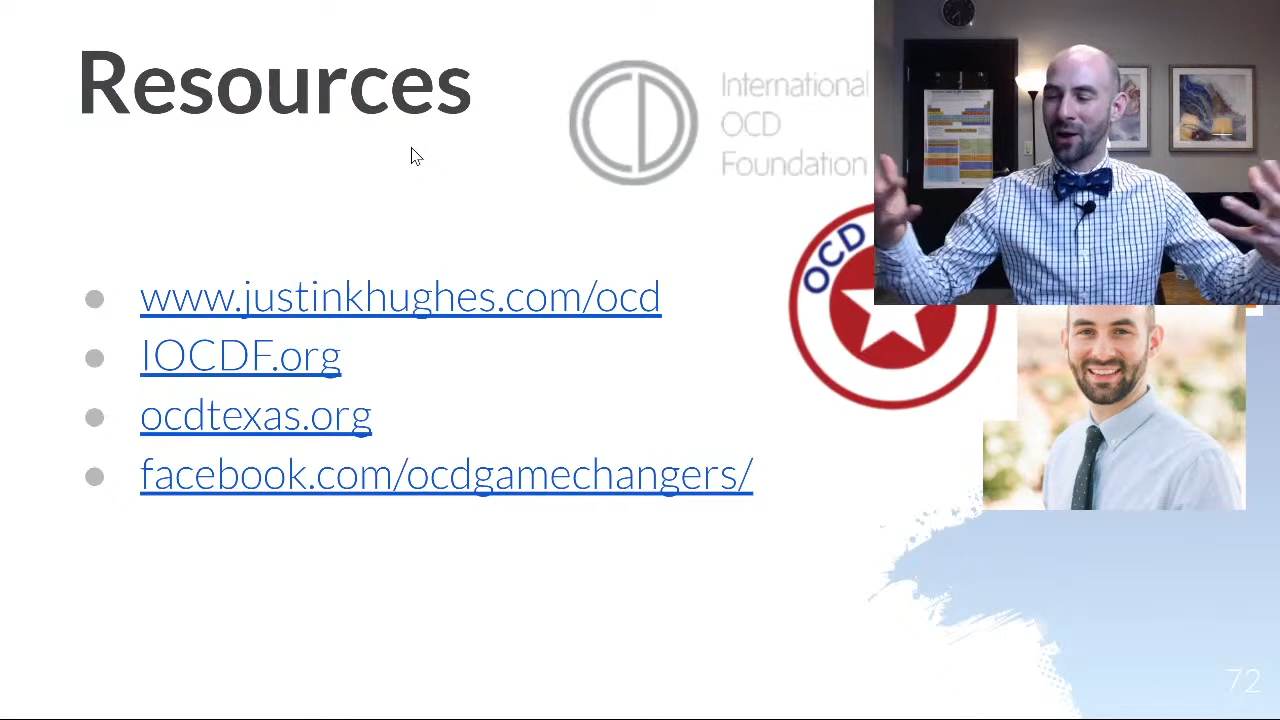 Resources
International
OCD
Foundation
OCD
www.justinkhughes.com/ocd
IOCDF.org
ocdtexas.org
facebook.com/ocdgamechangers/
72